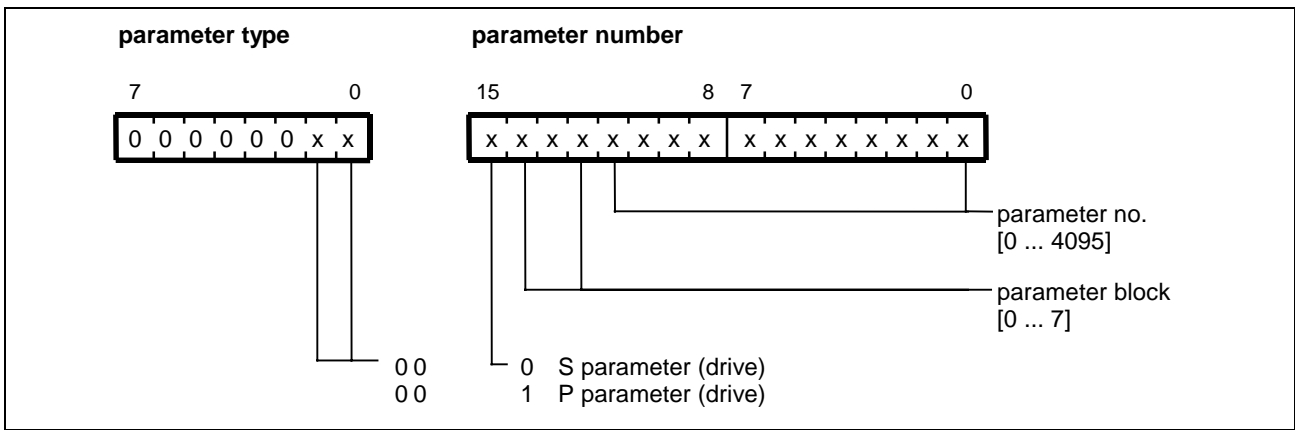 parameter type parameter number
7 0 15 8 7 0
0 0 0 0 0 0 x x x x x x x x x x x x x x x x x x
parameter no.
[0 ... 4095]
parameter block
[0 ... 7]
0 0 0 S parameter (drive)
0 0 1 P parameter (drive)